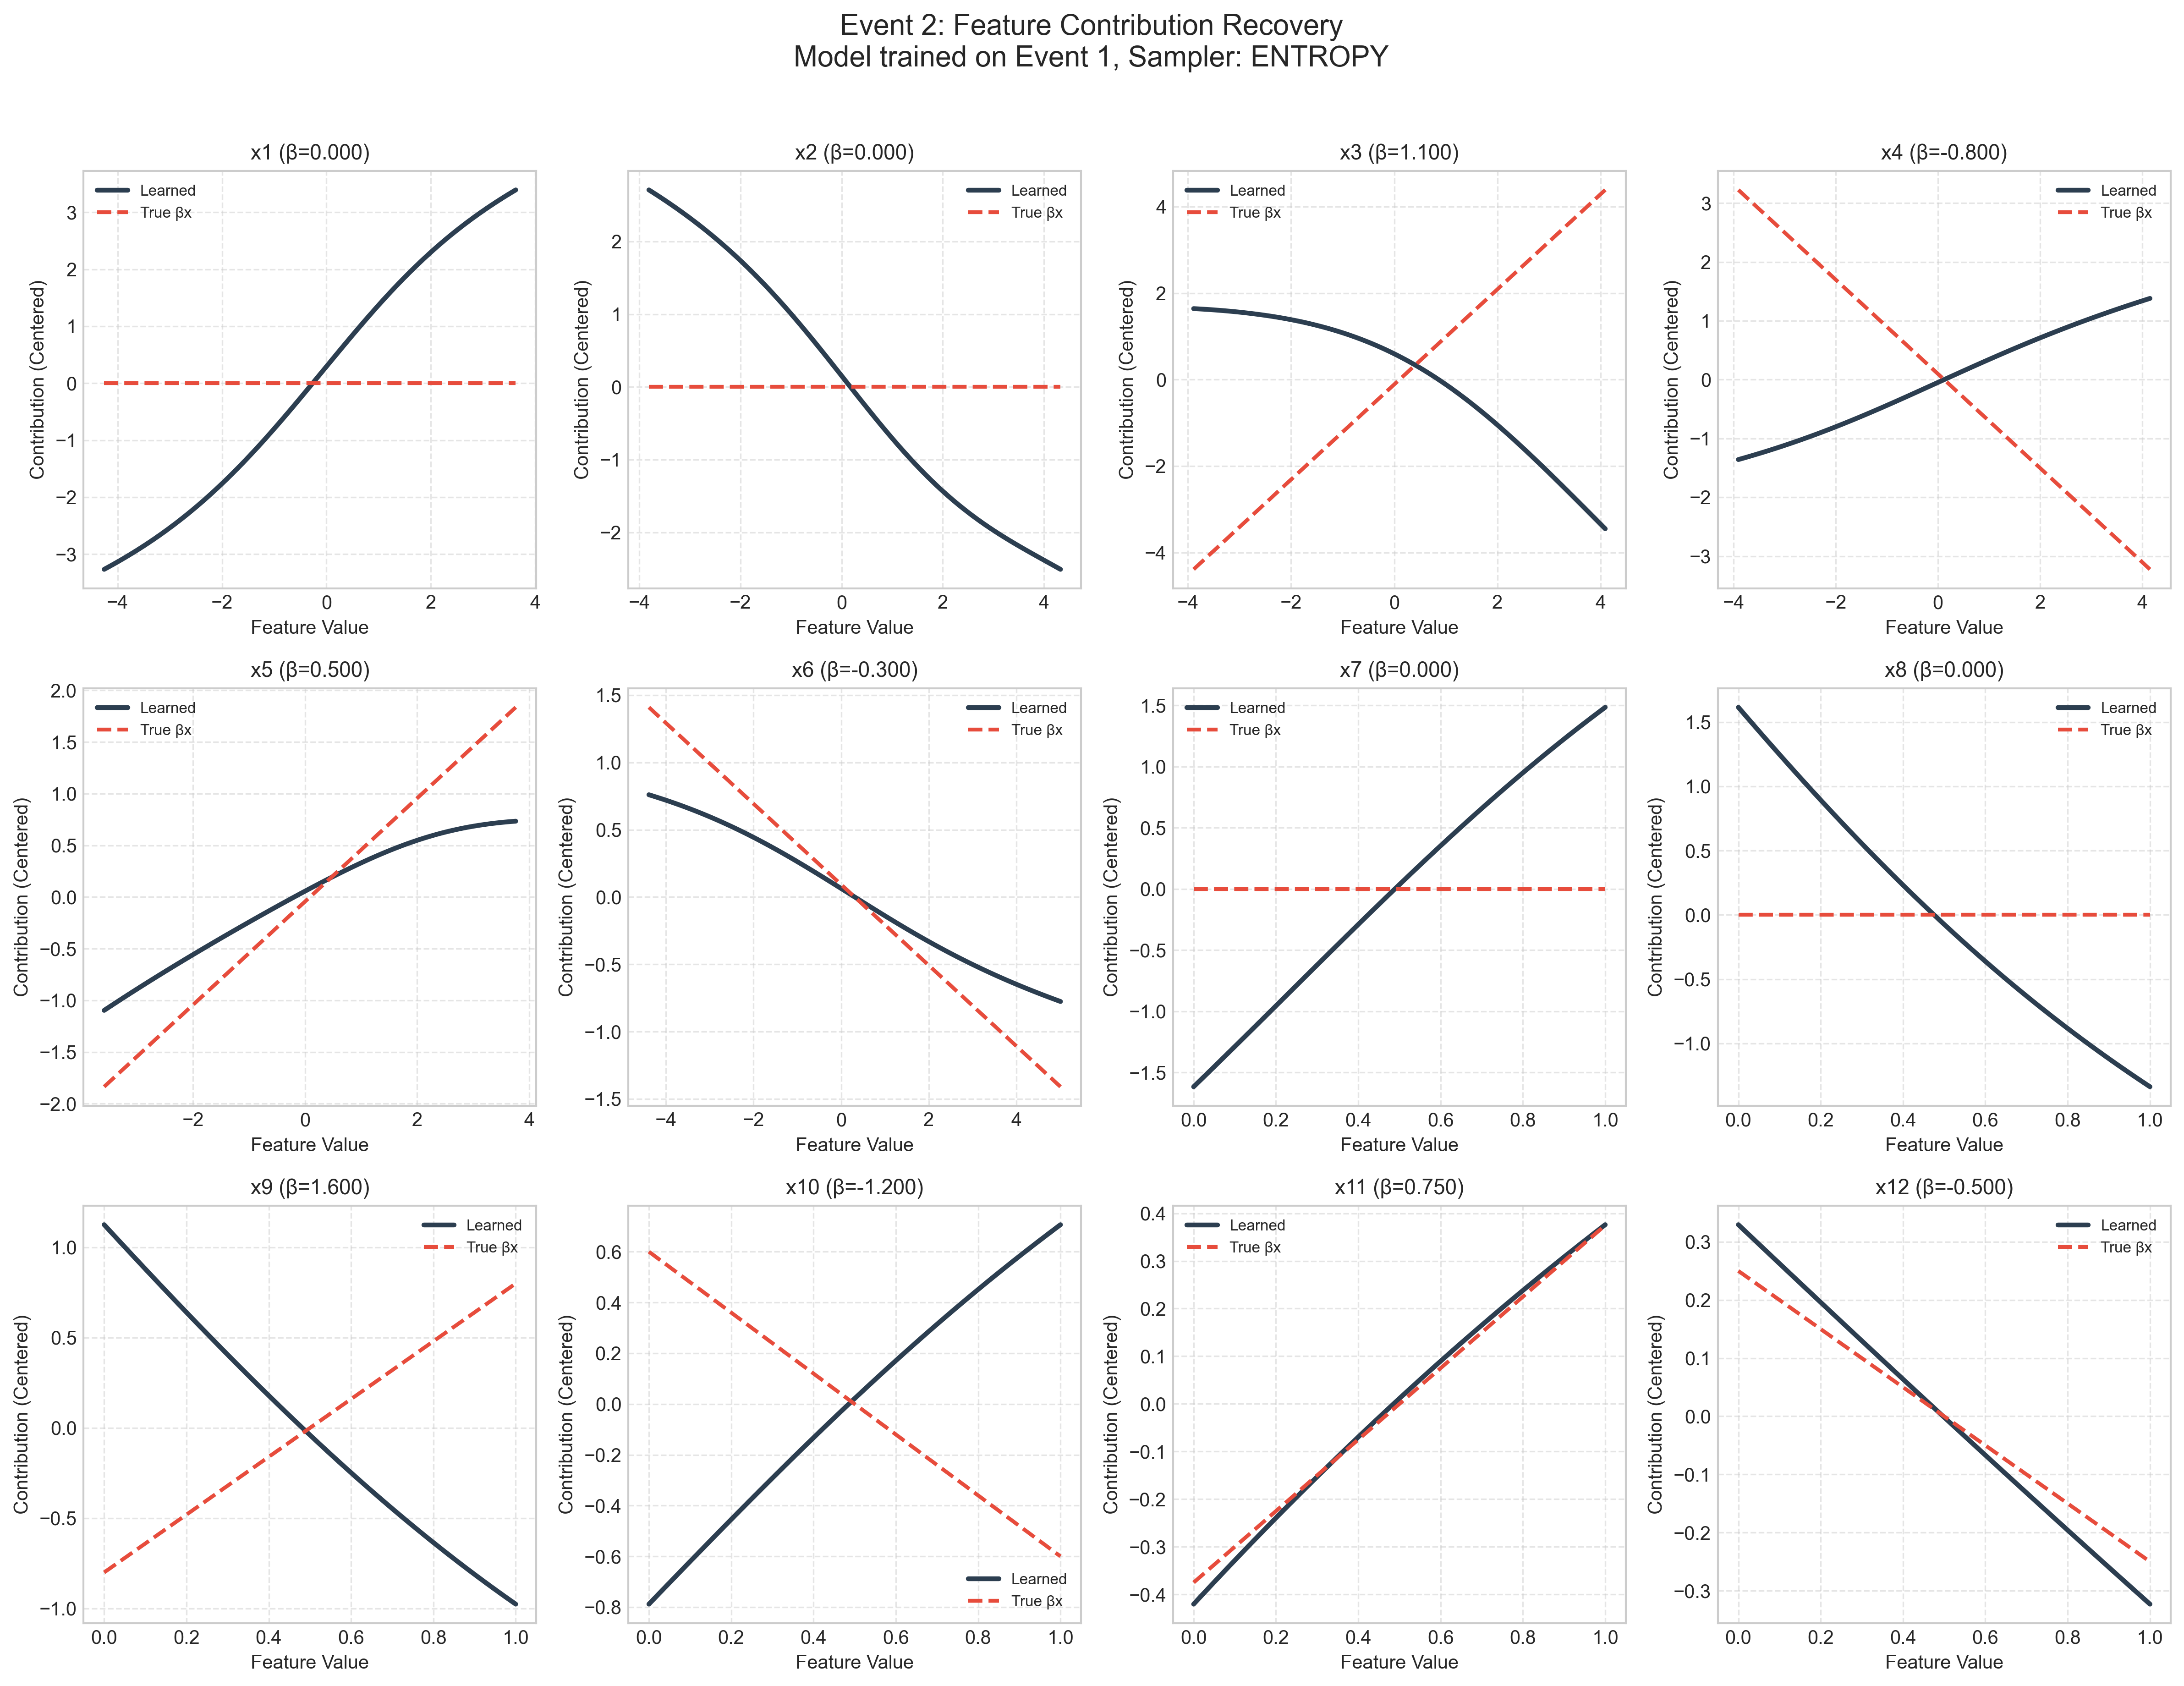 Event 2: Feature Contribution Recovery
Model trained on Event 1, Sampler: ENTROPY
x1 (β=0.000)
Learned
True βx
3
2
1
0
−1
−2
−3
−4
−2
0
2
4
Contribution (Centered)
Feature Value
x2 (β=0.000)
Learned
True βx
2
1
0
−1
−2
−4
−2
0
2
4
Contribution (Centered)
Feature Value
x3 (β=1.100)
Learned
True βx
4
2
0
−2
−4
−4
−2
0
2
4
Contribution (Centered)
Feature Value
x4 (β=-0.800)
Learned
True βx
3
2
1
0
−1
−2
−3
−4
−2
0
2
4
Contribution (Centered)
Feature Value
x5 (β=0.500)
Learned
True βx
2.0
1.5
1.0
0.5
0.0
−0.5
−1.0
−1.5
−2.0
−2
0
2
4
Contribution (Centered)
Feature Value
x6 (β=-0.300)
Learned
True βx
1.5
1.0
0.5
0.0
−0.5
−1.0
−1.5
−4
−2
0
2
4
Contribution (Centered)
Feature Value
x7 (β=0.000)
Learned
True βx
1.5
1.0
0.5
0.0
−0.5
−1.0
−1.5
0.0
0.2
0.4
0.6
0.8
1.0
Contribution (Centered)
Feature Value
x8 (β=0.000)
Learned
True βx
1.5
1.0
0.5
0.0
−0.5
−1.0
0.0
0.2
0.4
0.6
0.8
1.0
Contribution (Centered)
Feature Value
x9 (β=1.600)
Learned
True βx
1.0
0.5
0.0
−0.5
−1.0
0.0
0.2
0.4
0.6
0.8
1.0
Contribution (Centered)
Feature Value
x10 (β=-1.200)
Learned
True βx
0.6
0.4
0.2
0.0
−0.2
−0.4
−0.6
−0.8
0.0
0.2
0.4
0.6
0.8
1.0
Contribution (Centered)
Feature Value
x11 (β=0.750)
Learned
True βx
0.4
0.3
0.2
0.1
0.0
−0.1
−0.2
−0.3
−0.4
0.0
0.2
0.4
0.6
0.8
1.0
Contribution (Centered)
Feature Value
x12 (β=-0.500)
Learned
True βx
0.3
0.2
0.1
0.0
−0.1
−0.2
−0.3
0.0
0.2
0.4
0.6
0.8
1.0
Contribution (Centered)
Feature Value